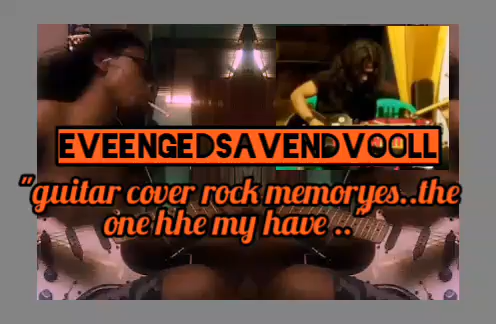 EVEENGEDSAVENDVOOLL
"guitar cover rock memoryes..the
one hhe my have .."